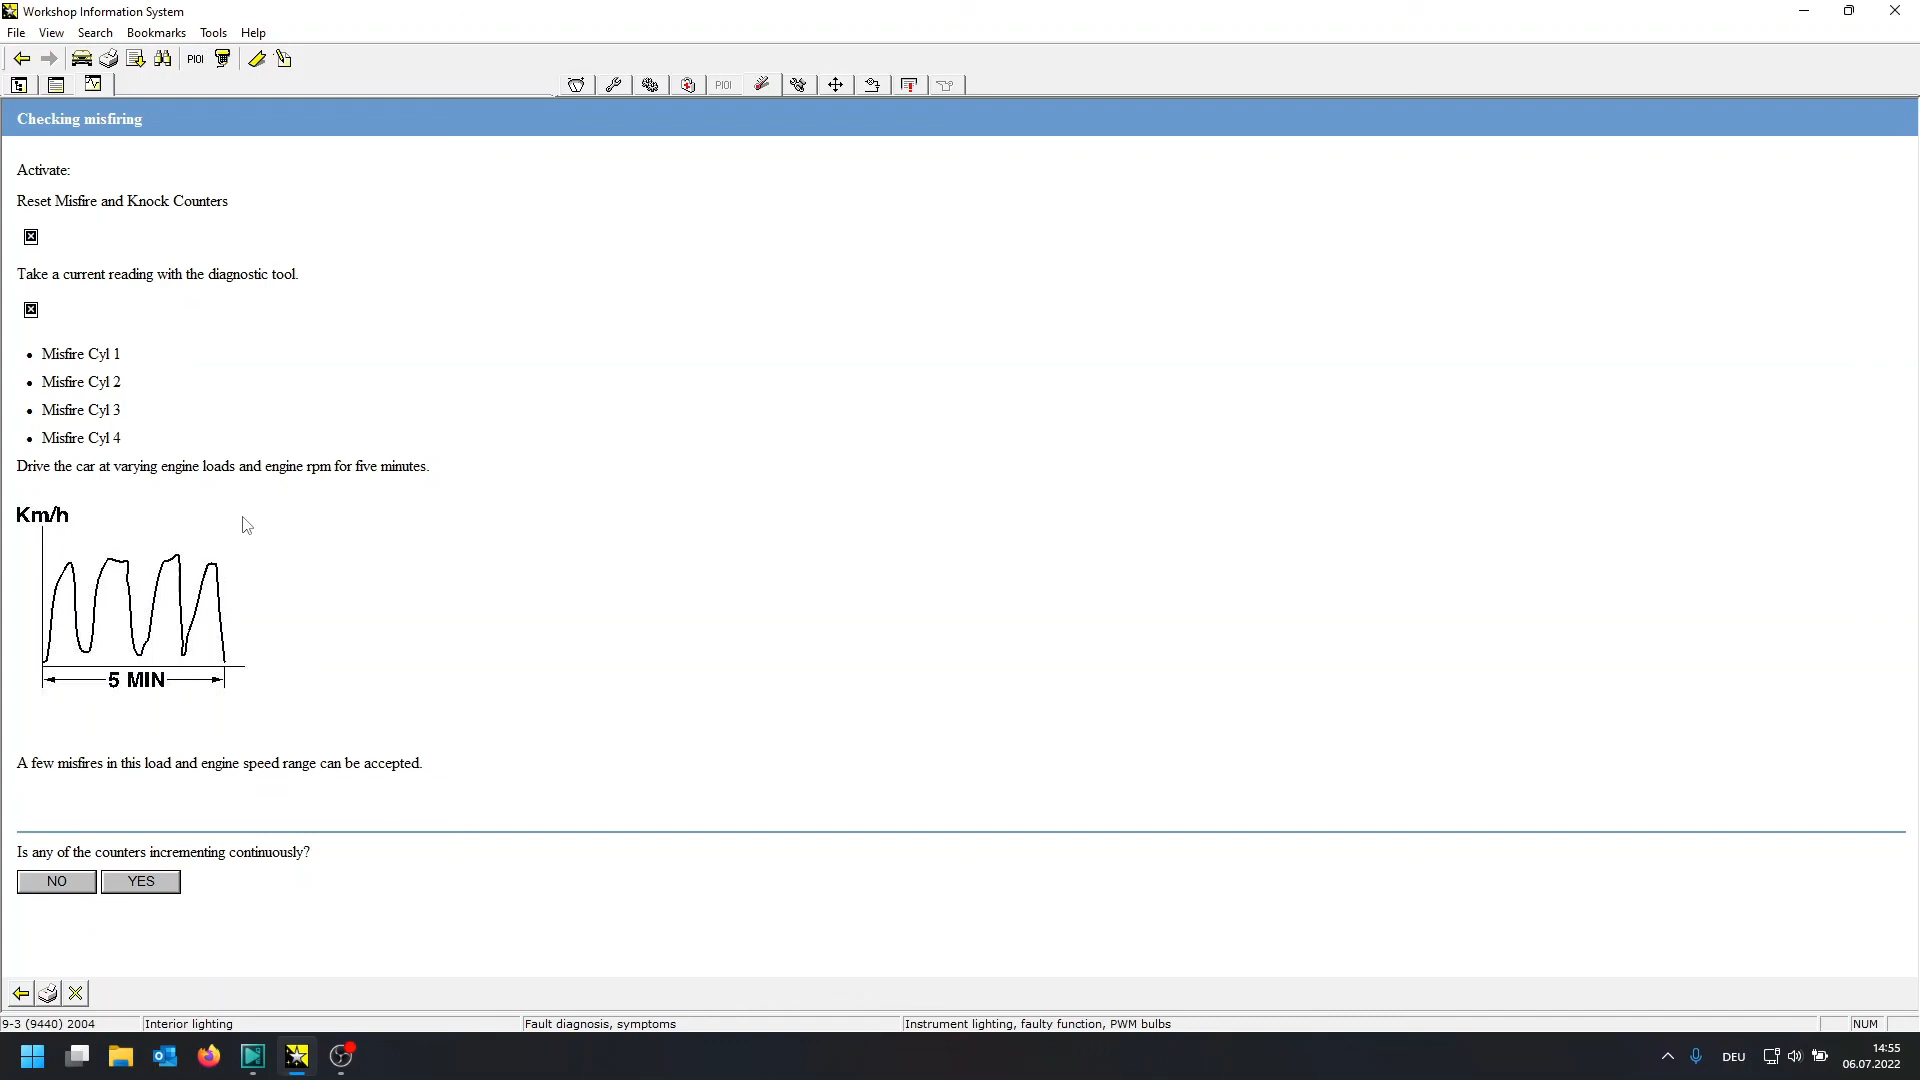 Workshop Information System
File View Search Bookmarks Tools Help
PIOI
PIOI
Checking misfiring
Activate:
Reset Misfire and Knock Counters
Take a current reading with the diagnostic tool.
Misfire Cyl 1
Misfire Cyl 2
Misfire Cyl 3
Misfire Cyl 4
Drive the car at varying engine loads and engine rpm for five minutes.
Km/h
5 MIN
A few misfires in this load and engine speed range can be accepted.
Is any of the counters incrementing continuously?
NO YES
9-3 (9440) 2004 Interior lighting Fault diagnosis, symptoms Instrument lighting, faulty function, PWM bulbs NUM
DEU 14:55
06.07.2022